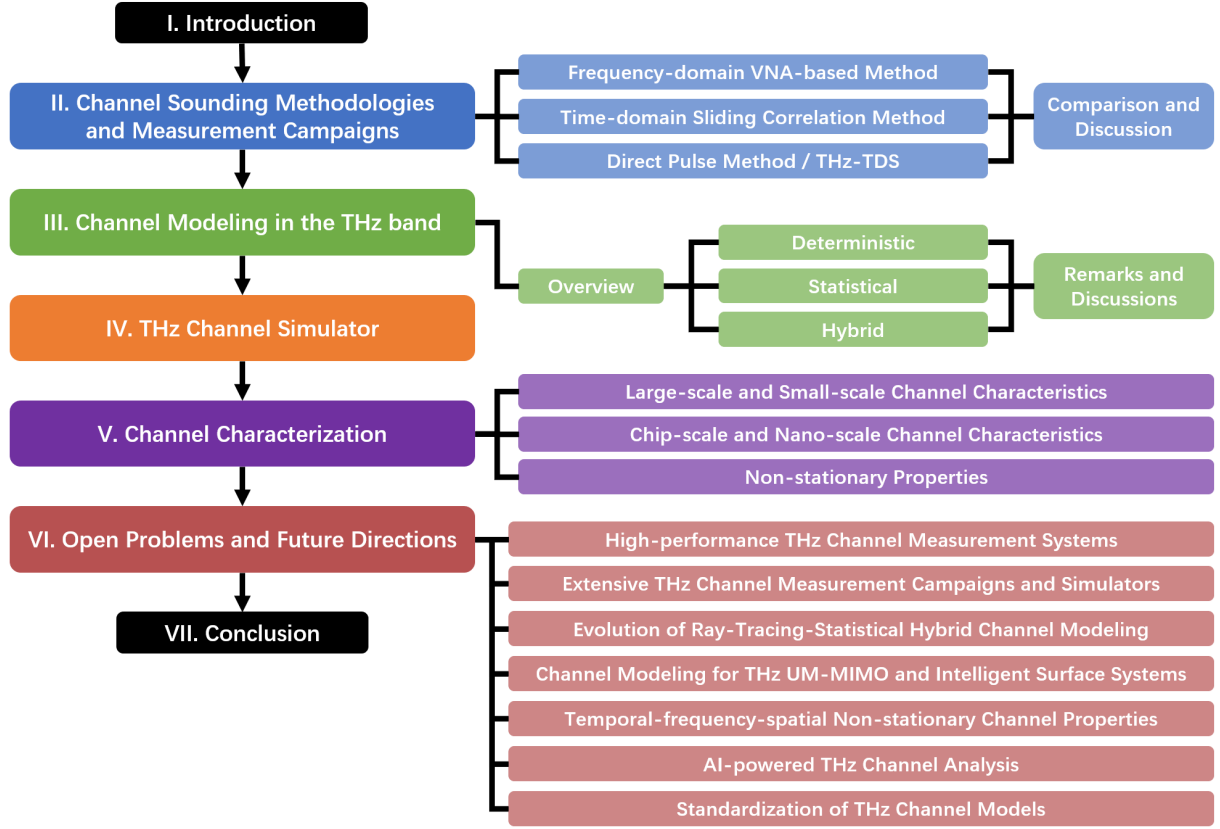 I. Introduction
II. Channel Sounding Methodologies
and Measurement Campaigns
Frequency-domain VNA-based Method
Time-domain Sliding Correlation Method
Direct Pulse Method / THz-TDS
Comparison and
Discussion
III. Channel Modeling in the THz band
Overview
Deterministic
Statistical
Hybrid
Remarks and
Discussions
IV. THz Channel Simulator
V. Channel Characterization
Large-scale and Small-scale Channel Characteristics
Chip-scale and Nano-scale Channel Characteristics
Non-stationary Properties
VI. Open Problems and Future Directions
High-performance THz Channel Measurement Systems
Extensive THz Channel Measurement Campaigns and Simulators
Evolution of Ray-Tracing-Statistical Hybrid Channel Modeling
Channel Modeling for THz UM-MIMO and Intelligent Surface Systems
Temporal-frequency-spatial Non-stationary Channel Properties
AI-powered THz Channel Analysis
Standardization of THz Channel Models
VII. Conclusion